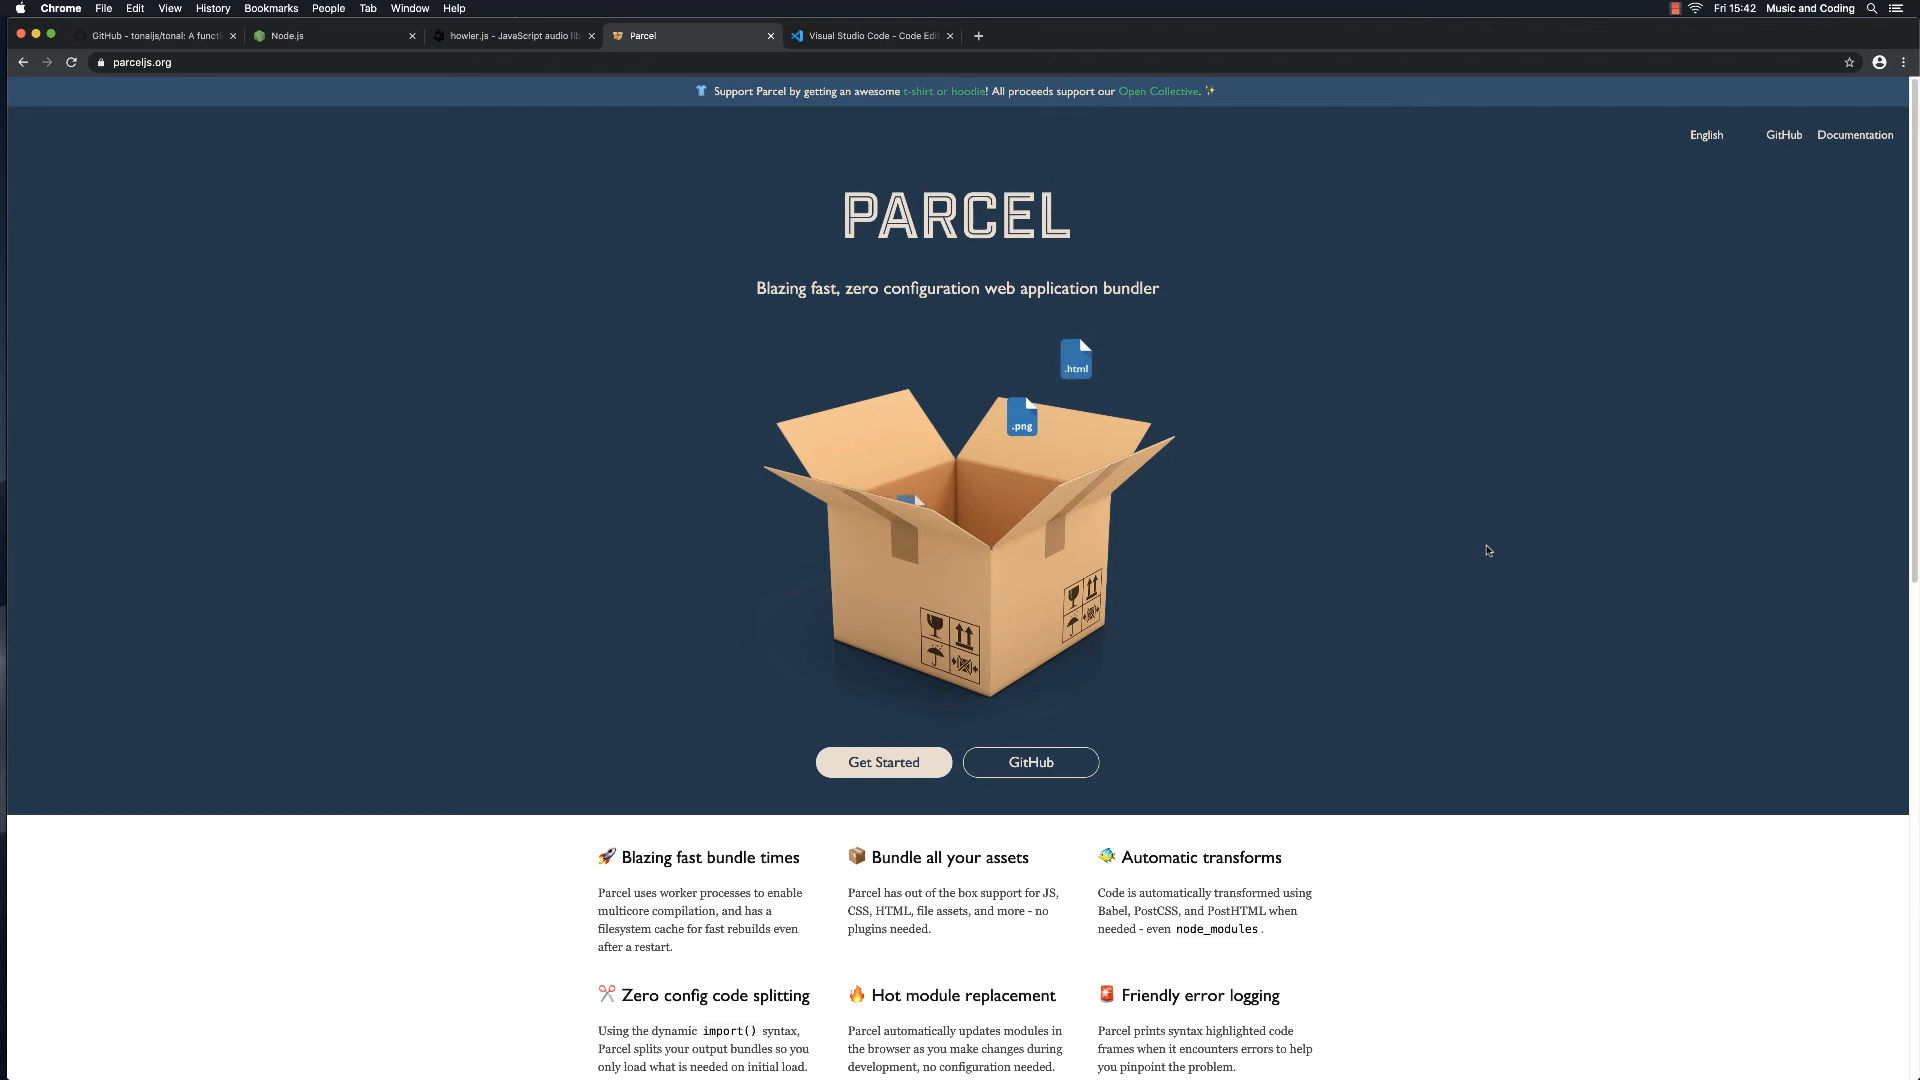 Chrome File Edit View History Bookmarks People Tab Window Help
Fri 15:42 Music and Coding
GitHub - tonaljs/tonal: A functi
Node.js
howler.js - JavaScript audio lib
Parcel
Visual Studio Code - Code Edi
parceljs.org
Support Parcel by getting an awesome t-shirt or hoodie! All proceeds support our Open Collective.
English GitHub Documentation
PARCEL
Blazing fast, zero configuration web application bundler
.html
.png
Get Started
GitHub
Blazing fast bundle times
Parcel uses worker processes to enable
multicore compilation, and has a
filesystem cache for fast rebuilds even
after a restart.
Bundle all your assets
Parcel has out of the box support for JS,
CSS, HTML, file assets, and more - no
plugins needed.
Automatic transforms
Code is automatically transformed using
Babel, PostCSS, and PostHTML when
needed - even node_modules.
Zero config code splitting
Using the dynamic import() syntax,
Parcel splits your output bundles so you
only load what is needed on initial load.
Hot module replacement
Parcel automatically updates modules in
the browser as you make changes during
development, no configuration needed.
Friendly error logging
Parcel prints syntax highlighted code
frames when it encounters errors to help
you pinpoint the problem.